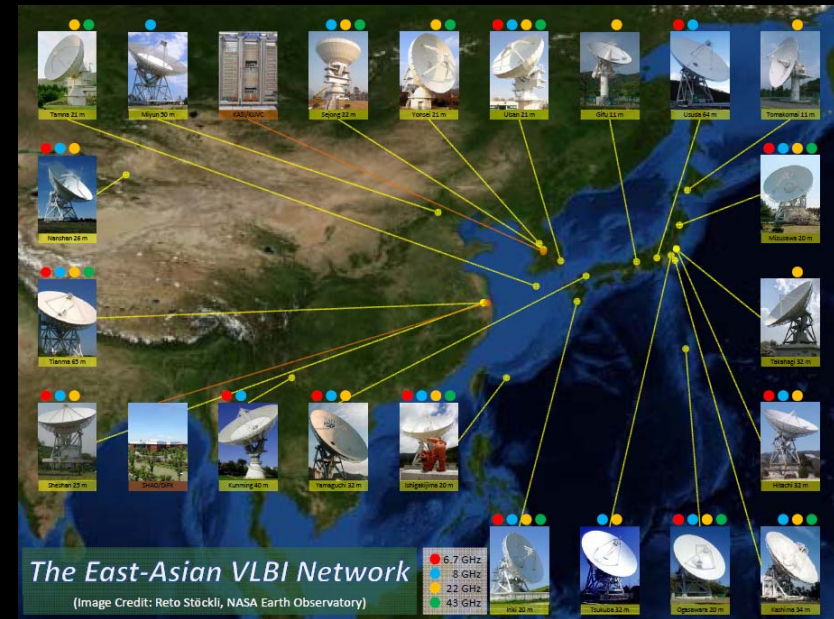 Tamna 21 m
Miyun 50 m
KASI/KJJVC
Sejong 22 m
Yonsei 21 m
Ulsan 21 m
Gifu 11 m
Usuda 64 m
Tomakomai 11 m
Nanshan 26 m
Mizusawa 20 m
Tianma 65 m
Takahagi 32 m
Sheshan 25 m
SHAO/DiFX
Kunming 40 m
Yamaguchi 32 m
Ishigakijima 20 m
Hitachi 32 m
Iriki 20 m
Tsukuba 32 m
Ogasawara 20 m
Kashima 34 m
The East-Asian VLBI Network
(Image Credit: Reto Stöckli, NASA Earth Observatory)
6.7 GHz
8 GHz
22 GHz
43 GHz